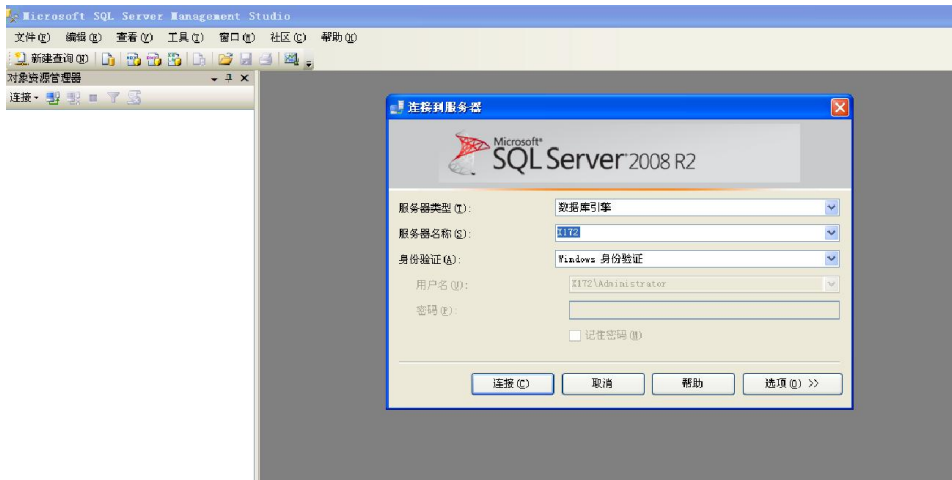 Microsoft SQL Server Management Studio
文件(F) 编辑(E) 查看(V) 工具(T) 窗口(W) 社区(C) 帮助(H)
新建查询(N)
对象资源管理器
连接
连接到服务器
Microsoft
SQL Server 2008 R2
服务器类型(T): 数据库引擎
服务器名称(S): X172
身份验证(A): Windows 身份验证
用户名(U): X172\Administrator
密码(P):
记住密码(M)
连接(C) 取消 帮助 选项(O) >>